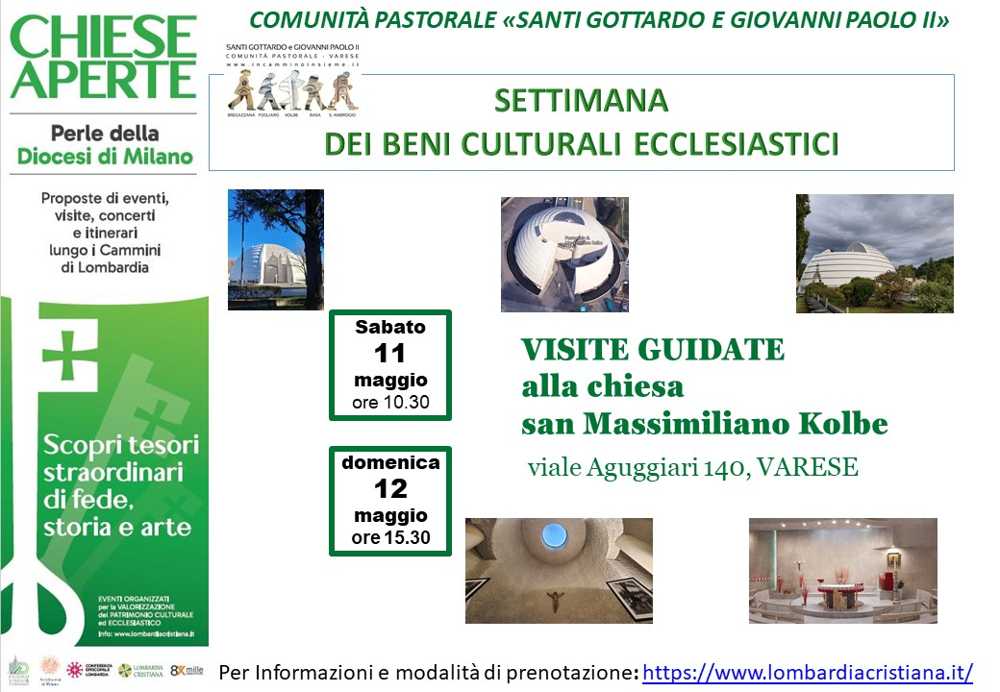 CHIESE
APERTE
Perle della
Diocesi di Milano
Proposte di eventi,
visite, concerti
e itinerari
lungo i Cammini
di Lombardia
Scopri tesori
straordinari
di fede,
storia e arte
EVENTI ORGANIZZATI
per la VALORIZZAZIONE
del PATRIMONIO CULTURALE
ed ECCLESIASTICO
Info: www.lombardiacristiana.it
CONFERENZA
EPISCOPALE
LOMBARDA
LOMBARDIA
CRISTIANA
8xmille
COMUNITÀ PASTORALE «SANTI GOTTARDO E GIOVANNI PAOLO II»
SANTI GOTTARDO e GIOVANNI PAOLO II
COMUNITÀ PASTORALE - VARESE
www.incamminoinsieme.it
BREGAZZANA FOGLIARO KOLBE RASA S. AMBROGIO
SETTIMANA
DEI BENI CULTURALI ECCLESIASTICI
Sabato
11
maggio
ore 10.30
domenica
12
maggio
ore 15.30
VISITE GUIDATE
alla chiesa
san Massimiliano Kolbe
viale Aguggiari 140, VARESE
Per Informazioni e modalità di prenotazione: https://www.lombardiacristiana.it/